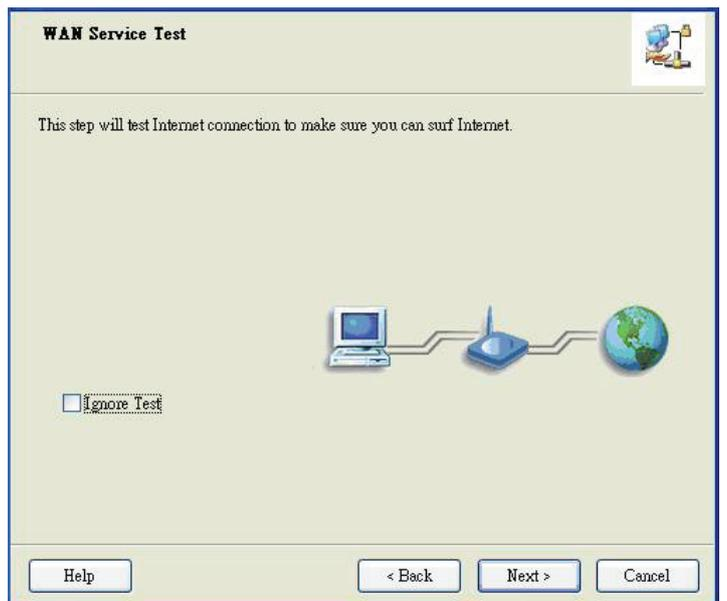 WAN Service Test
This step will test Internet connection to make sure you can surf Internet.
Ignore Test
Help
< Back
Next >
Cancel